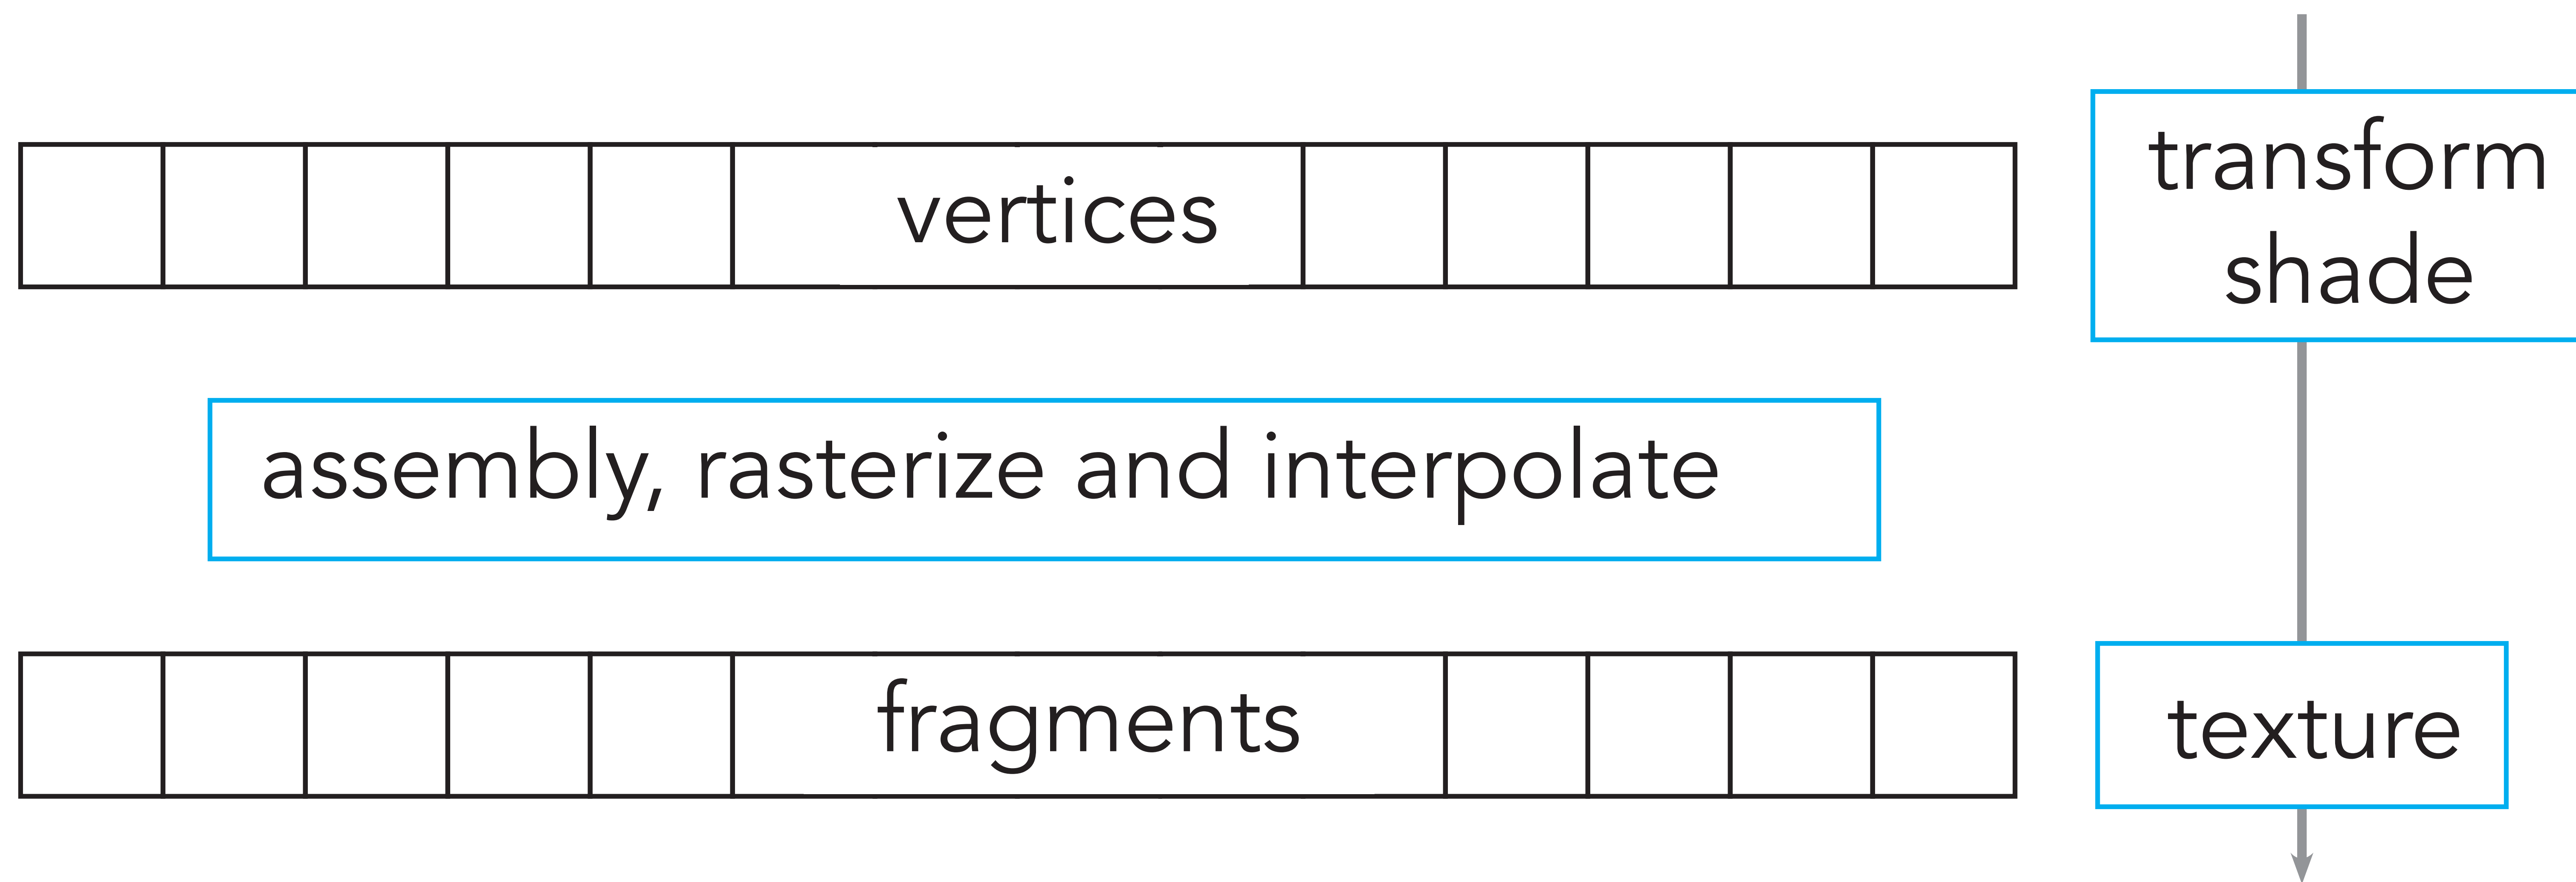 vertices
transform
shade
assembly, rasterize and interpolate
fragments
texture